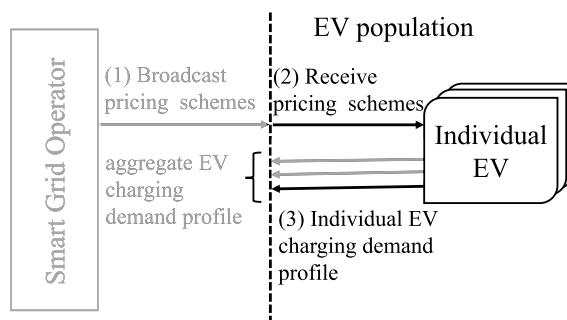 EV population
Smart Grid Operator
(1) Broadcast
pricing schemes
(2) Receive
pricing schemes
Individual
EV
aggregate EV
charging
demand profile
(3) Individual EV
charging demand
profile